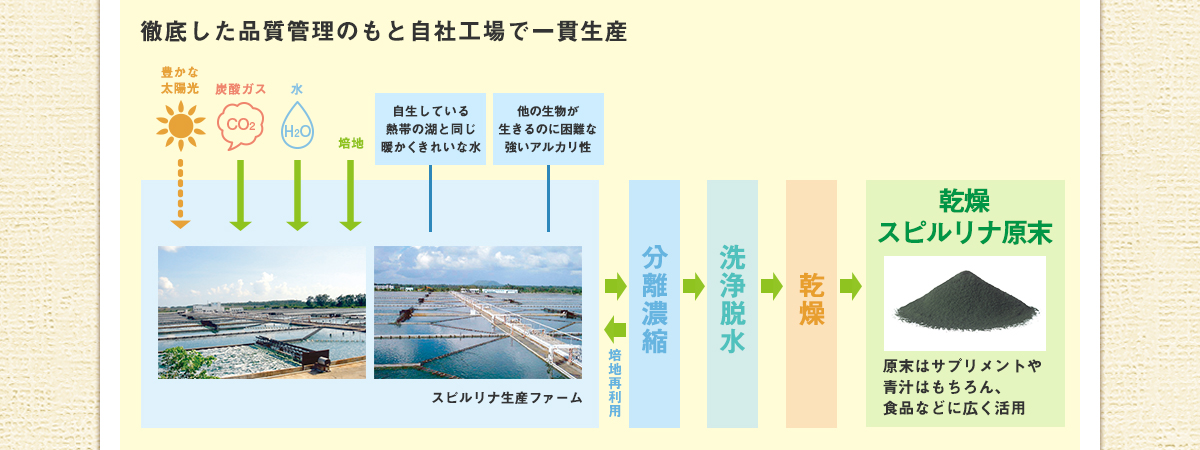 徹底した品質管理のもと自社工場で一貫生産
豊かな
太陽光
炭酸ガス
CO2
水
H2O
培地
自生している
熱帯の湖と同じ
暖かくきれいな水
他の生物が
生きるのに困難な
強いアルカリ性
スピルリナ生産ファーム
培地再利用
分離濃縮
洗浄脱水
乾燥
乾燥
スピルリナ原末
原末はサプリメントや
青汁はもちろん、
食品などに広く活用